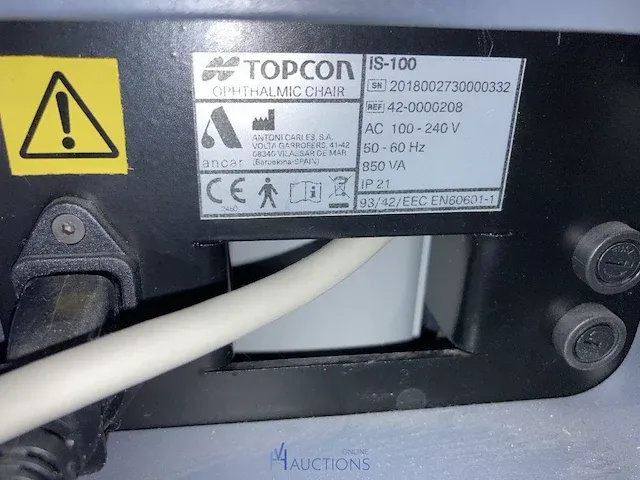 TOPCON
OPHTHALMIC CHAIR
ancar
ANTONI CARLES, S.A.
VOLTA GARROFERS, 41-42
08340 VILASSAR DE MAR
(Barcelona-SPAIN)
CE
IS-100
SN 2018002730000332
REF 42-0000208
AC 100 - 240 V
50 - 60 Hz
850 VA
IP 21
93/42/EEC EN60601-1
ONLINE
AUCTIONS